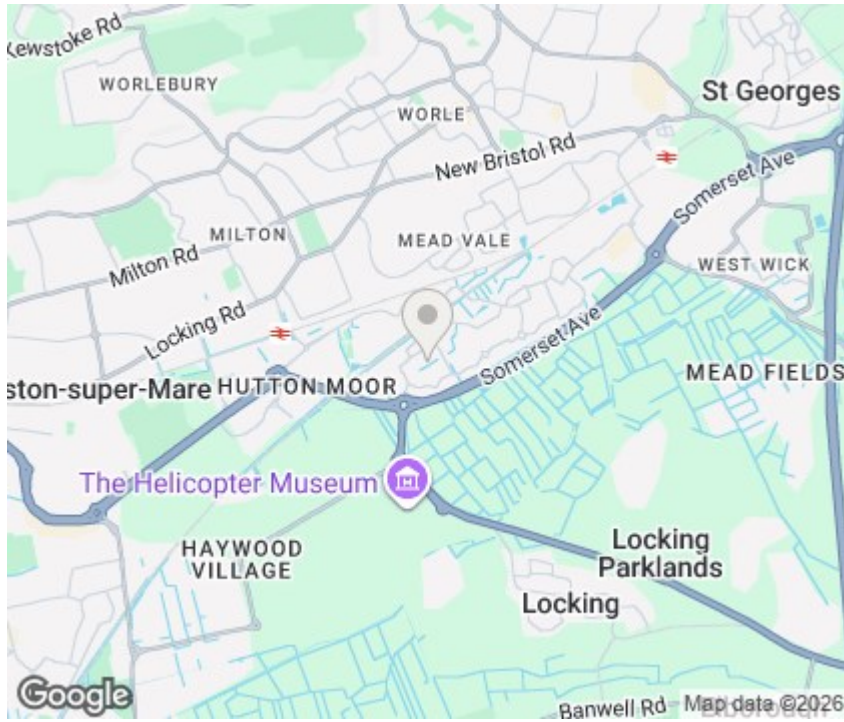 Kewstoke Rd
WORLEBURY
WORLE
St Georges
New Bristol Rd
Somerset Ave
MILTON
MEAD VALE
Milton Rd
WEST WICK
Locking Rd
Somerset Ave
MEAD FIELDS
ston-super-Mare
HUTTON MOOR
The Helicopter Museum
HAYWOOD
VILLAGE
Locking
Parklands
Locking
Google
Banwell Rd
Map data ©2026